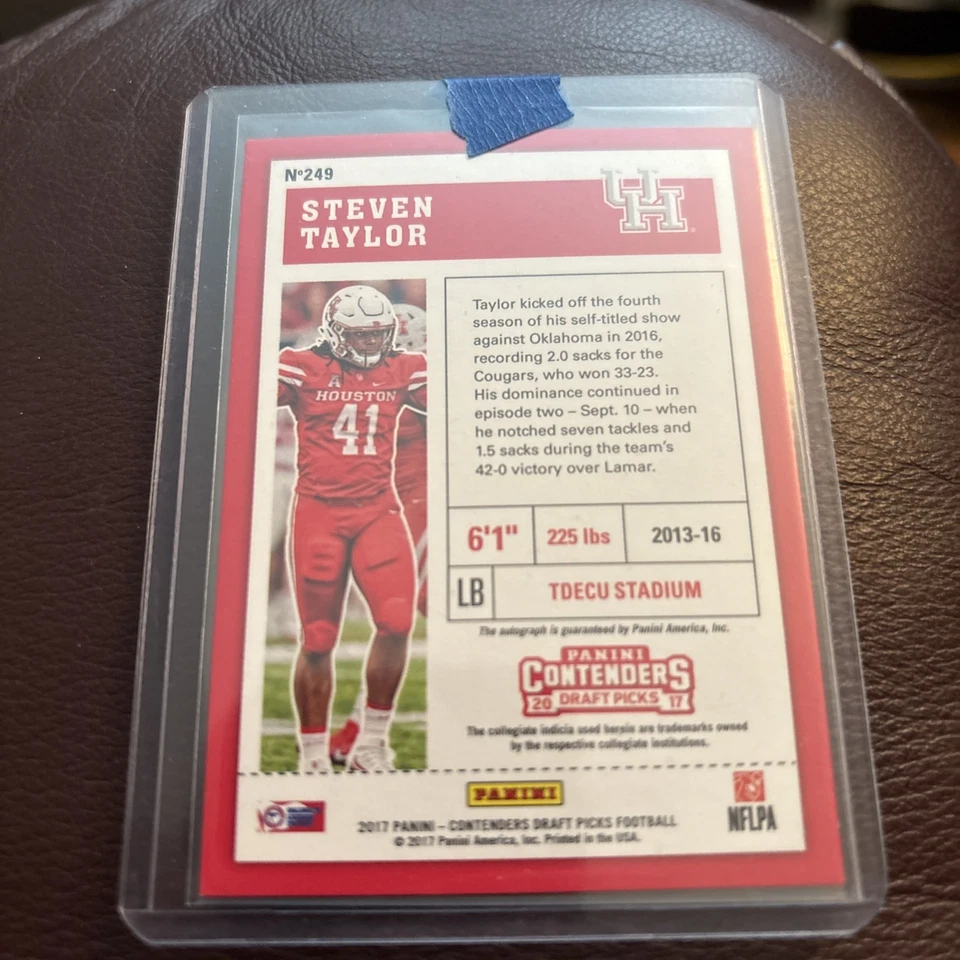 Nº249
STEVEN
TAYLOR
UH
Taylor kicked off the fourth
season of his self-titled show
against Oklahoma in 2016,
recording 2.0 sacks for the
Cougars, who won 33-23.
His dominance continued in
episode two – Sept. 10 – when
he notched seven tackles and
1.5 sacks during the team's
42-0 victory over Lamar.
HOUSTON
41
6'1" 225 lbs 2013-16
LB TDECU STADIUM
The autograph is guaranteed by Panini America, Inc.
PANINI
CONTENDERS
20 DRAFT PICKS 17
The collegiate indicia used herein are trademarks owned
by the respective collegiate institutions.
PANINI
2017 PANINI – CONTENDERS DRAFT PICKS FOOTBALL
© 2017 Panini America, Inc. Printed in the USA.
NFLPA